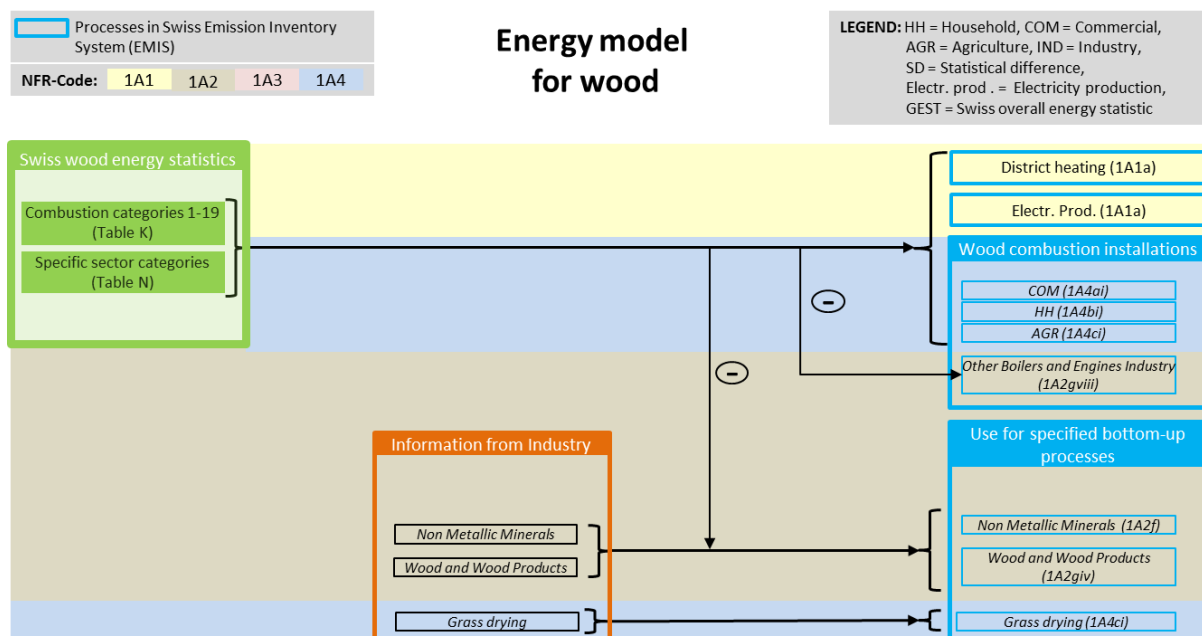 Processes in Swiss Emission Inventory
System (EMIS)
NFR-Code: 1A1 1A2 1A3 1A4
Energy model
for wood
LEGEND: HH = Household, COM = Commercial,
AGR = Agriculture, IND = Industry,
SD = Statistical difference,
Electr. prod . = Electricity production,
GEST = Swiss overall energy statistic
Swiss wood energy statistics
Combustion categories 1-19
(Table K)
Specific sector categories
(Table N)
District heating (1A1a)
Electr. Prod. (1A1a)
Wood combustion installations
COM (1A4ai)
HH (1A4bi)
AGR (1A4ci)
Other Boilers and Engines Industry
(1A2gviii)
-
-
Information from Industry
Non Metallic Minerals
Wood and Wood Products
Grass drying
Use for specified bottom-up
processes
Non Metallic Minerals (1A2f)
Wood and Wood Products
(1A2giv)
Grass drying (1A4ci)